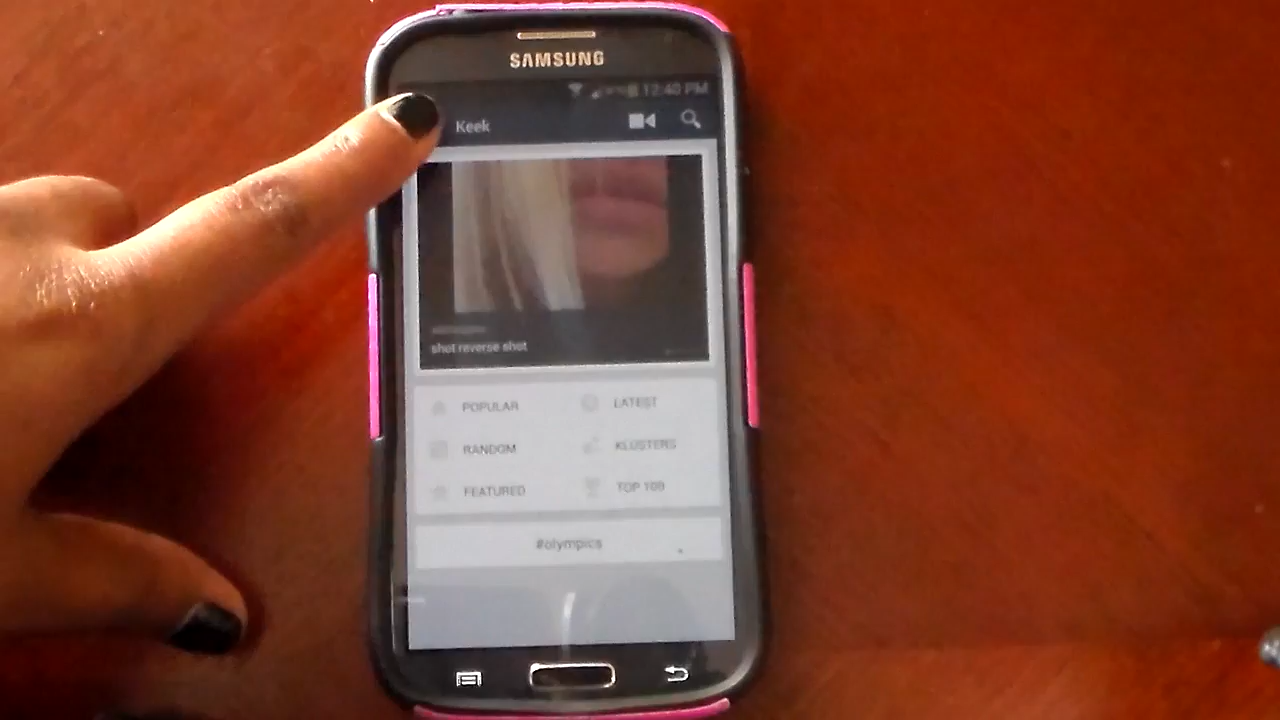 SAMSUNG
12:40 PM
Keek
shot reverse shot
POPULAR
LATEST
RANDOM
KLUSTERS
FEATURED
TOP 100
#olympics